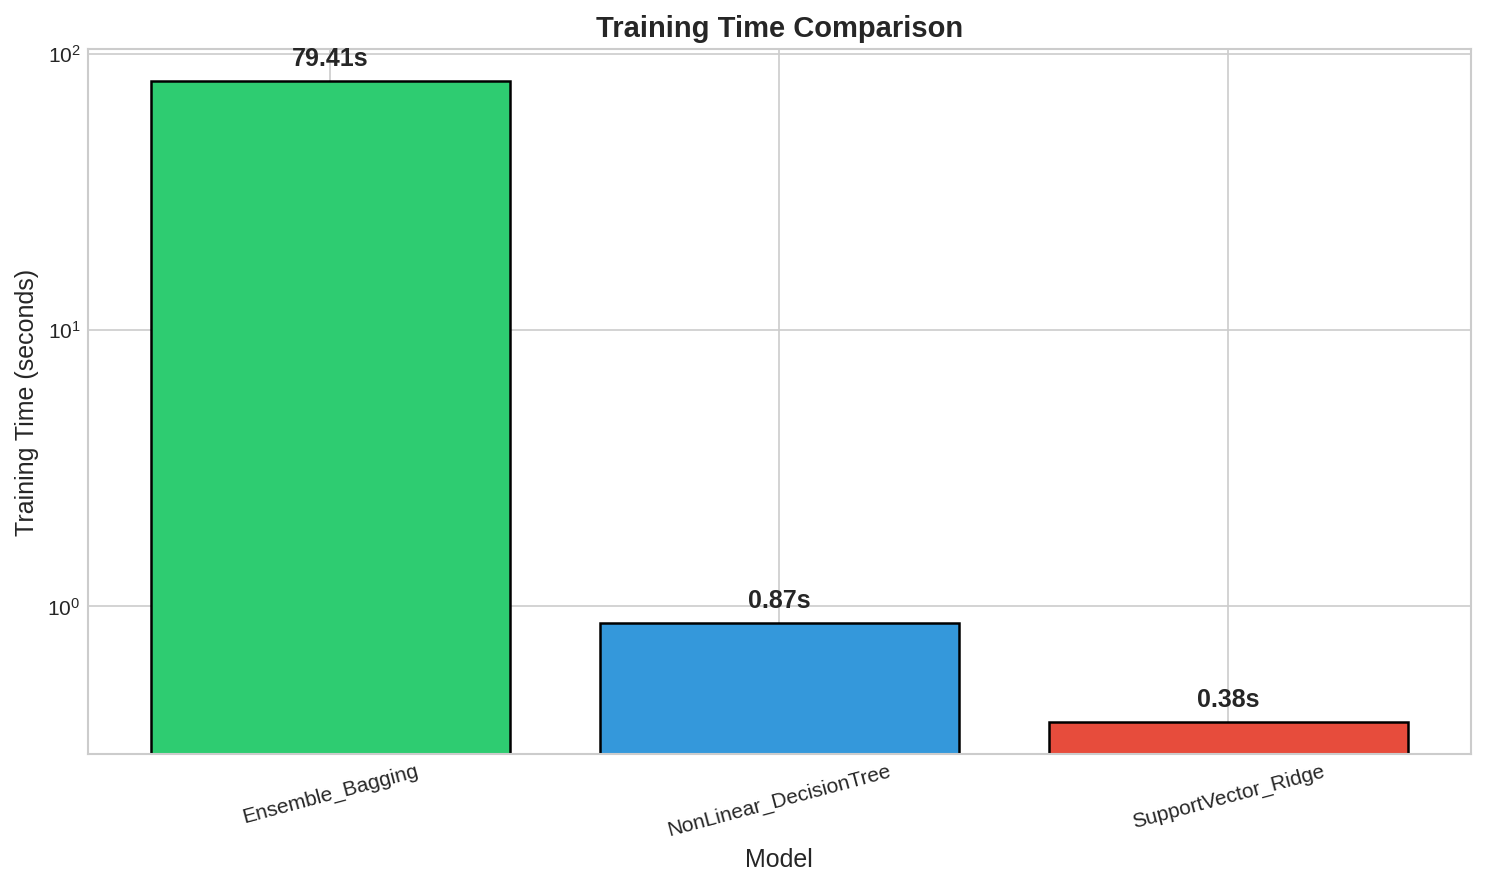 Training Time Comparison
10²
79.41s
10¹
Training Time (seconds)
10⁰
0.87s
0.38s
Ensemble_Bagging
NonLinear_DecisionTree
SupportVector_Ridge
Model